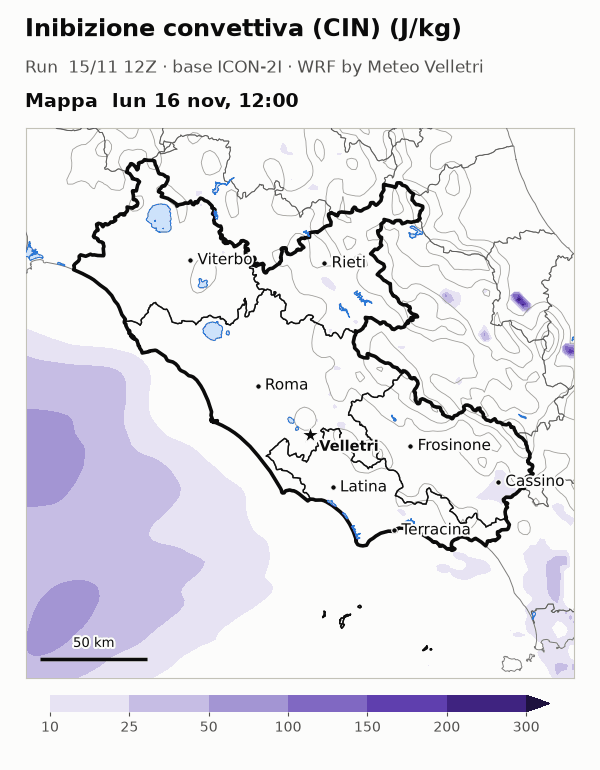 Inibizione convettiva (CIN) (J/kg)
Run  15/11 12Z · base ICON-2I · WRF by Meteo Velletri
Mappa  lun 16 nov, 12:00
Viterbo
Rieti
Roma
Velletri
Frosinone
Cassino
Latina
Terracina
50 km
10 25 50 100 150 200 300